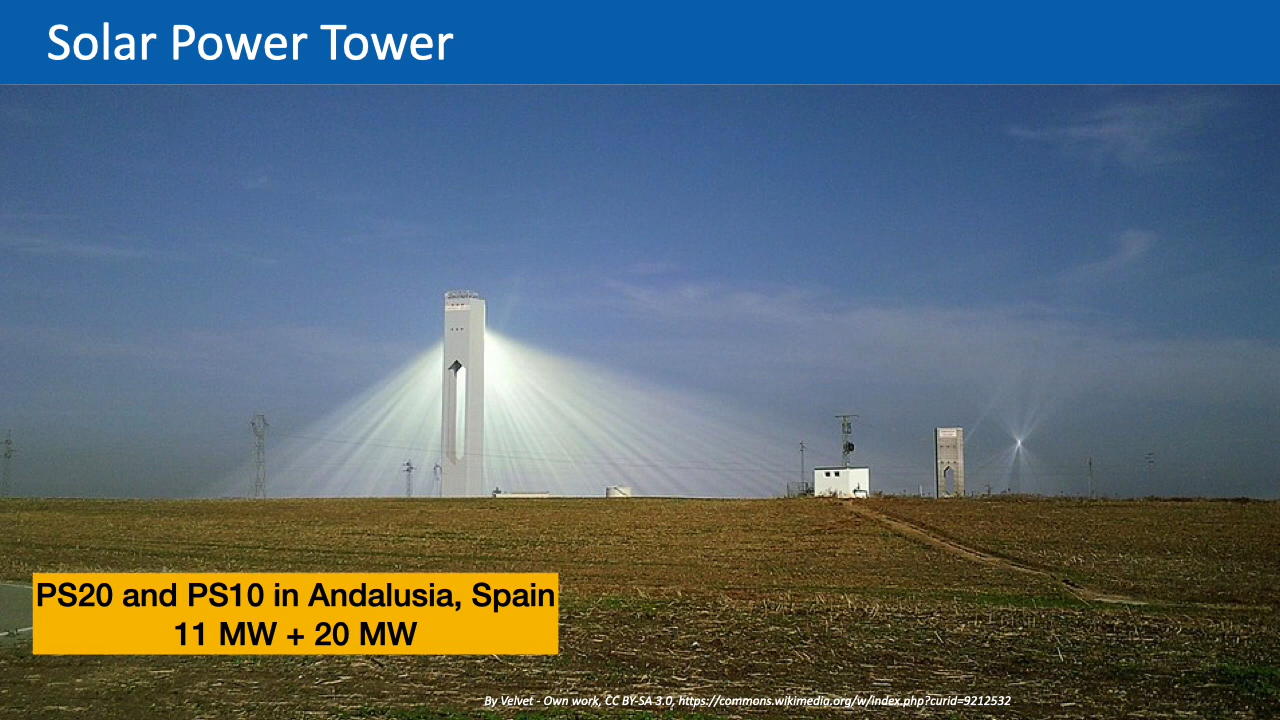 Solar Power Tower
PS20 and PS10 in Andalusia, Spain
11 MW + 20 MW
By Velvet - Own work, CC BY-SA 3.0, https://commons.wikimedia.org/w/index.php?curid=9212532